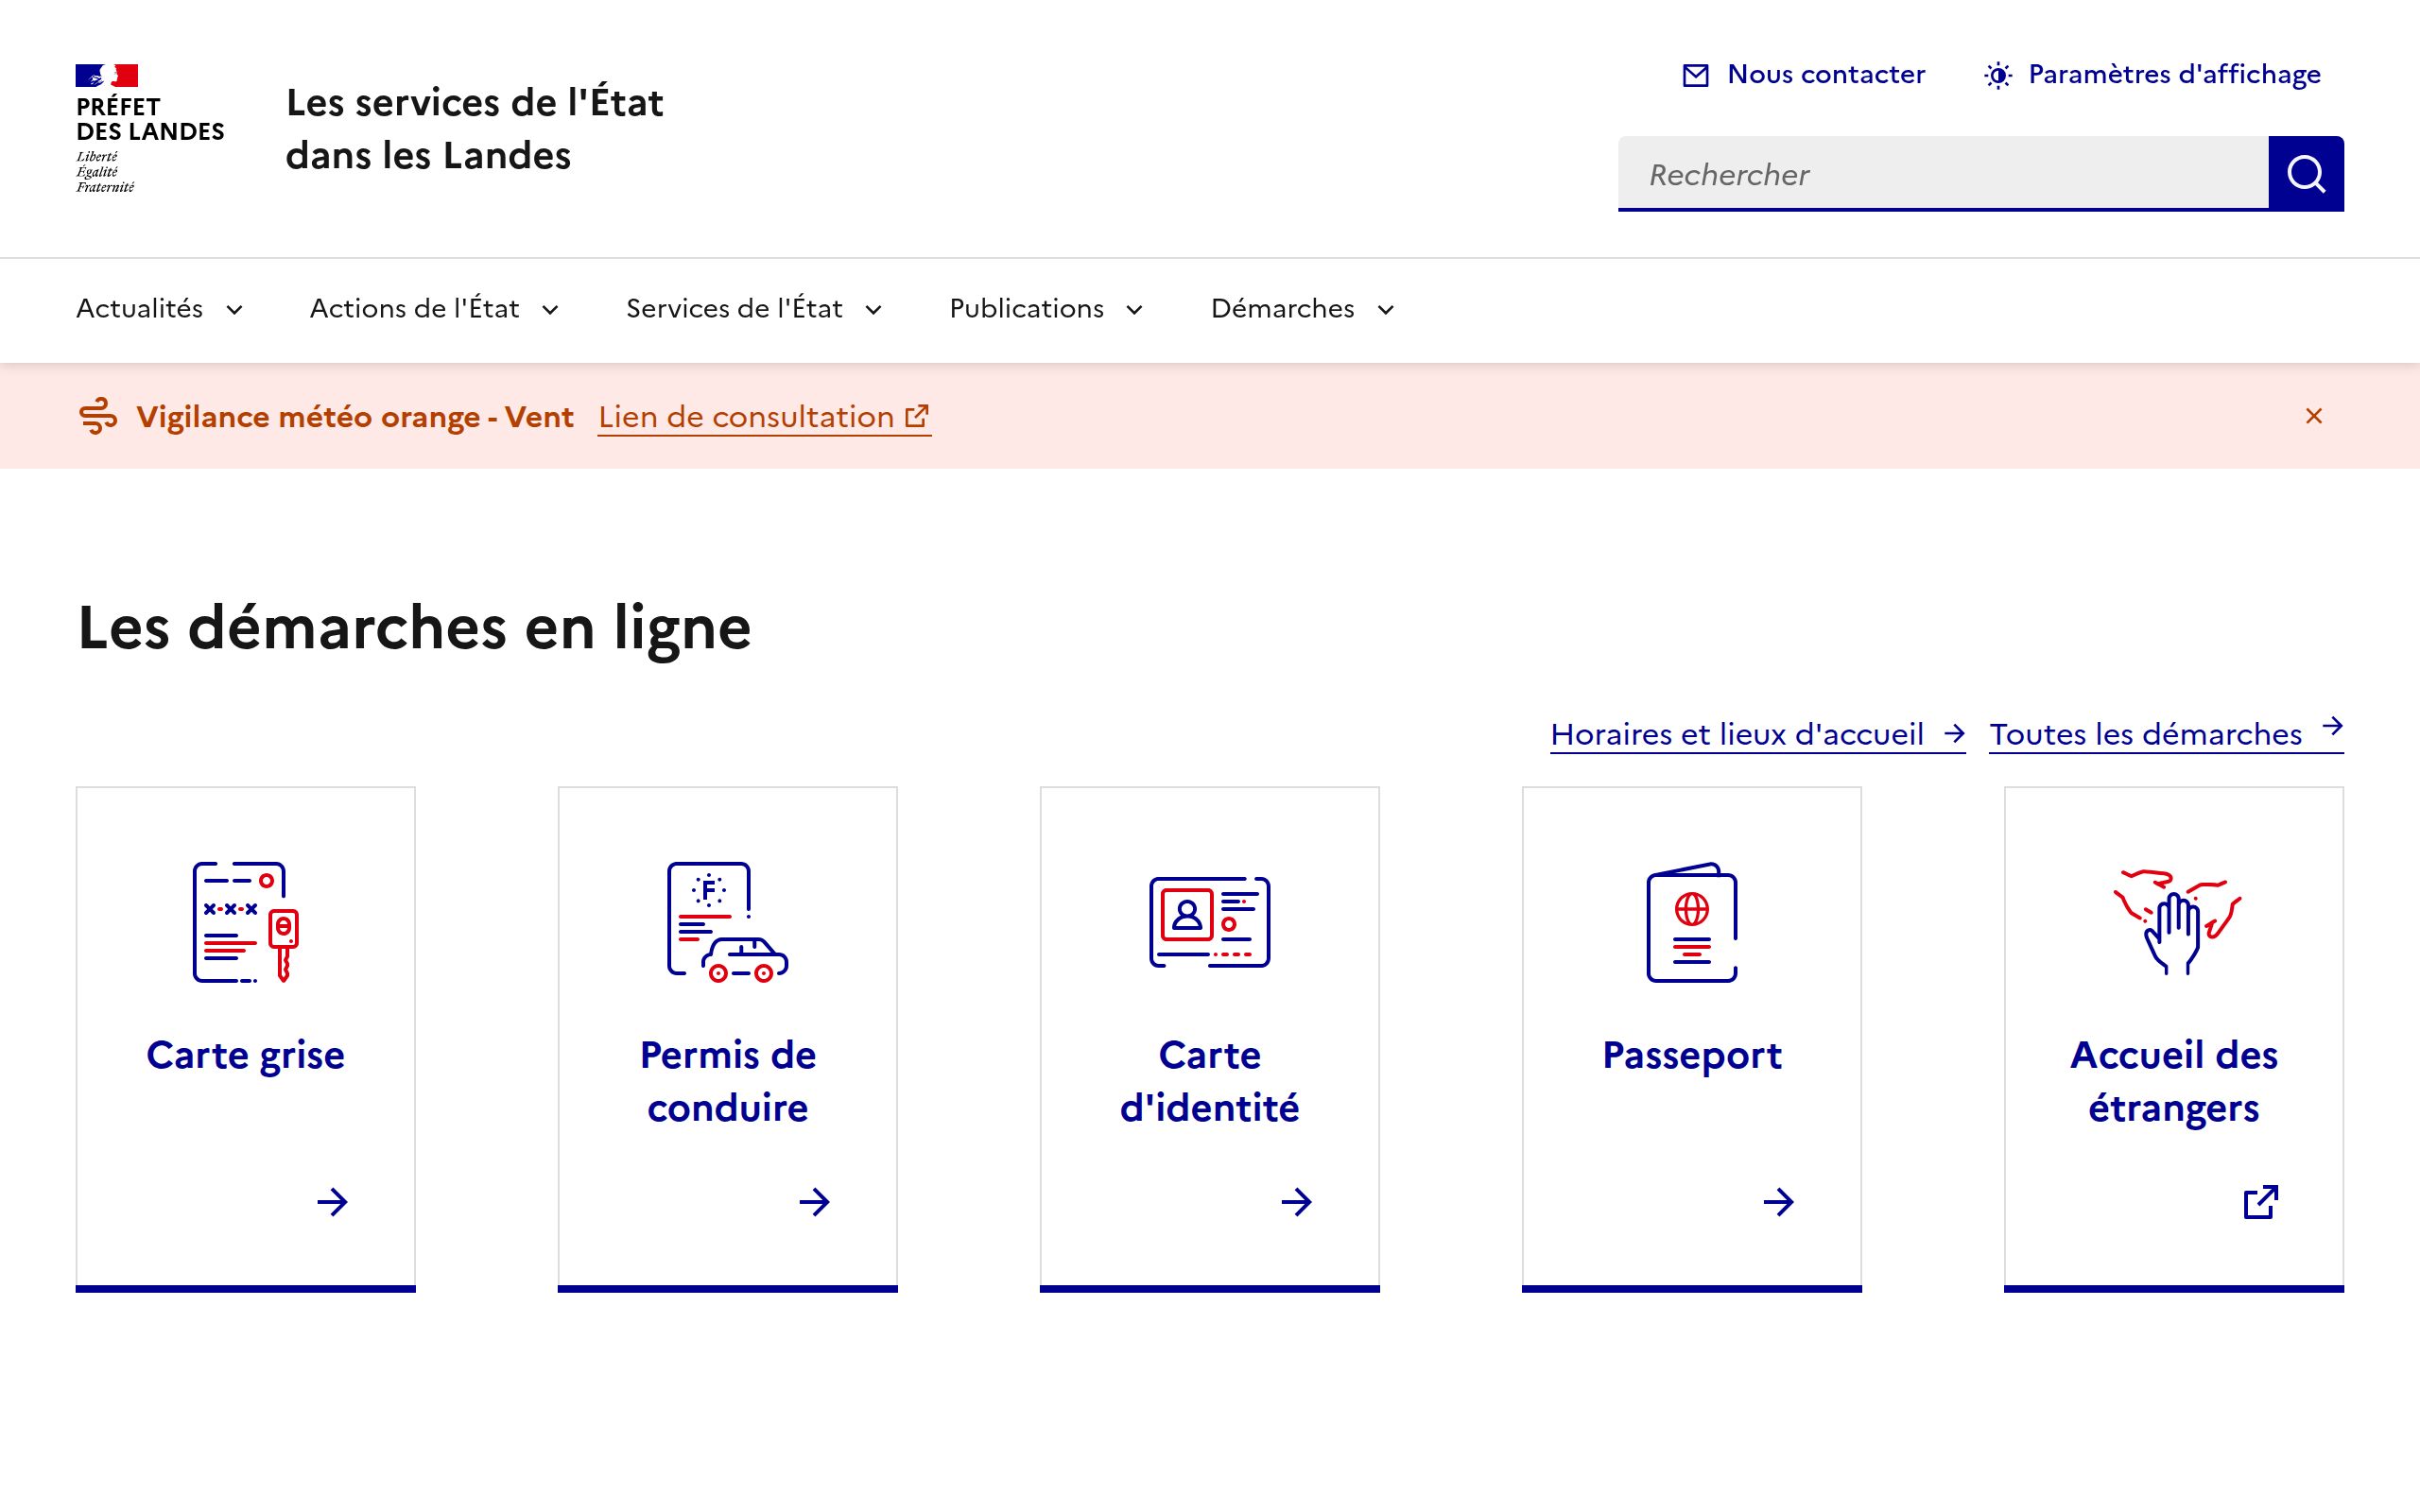 PRÉFET
DES LANDES
Liberté
Égalité
Fraternité
Les services de l'État
dans les Landes
Nous contacter
Paramètres d'affichage
Rechercher
Actualités
Actions de l'État
Services de l'État
Publications
Démarches
Vigilance météo orange - Vent Lien de consultation
Les démarches en ligne
Horaires et lieux d'accueil
Toutes les démarches
Carte grise
F
Permis de
conduire
Carte
d'identité
Passeport
Accueil des
étrangers